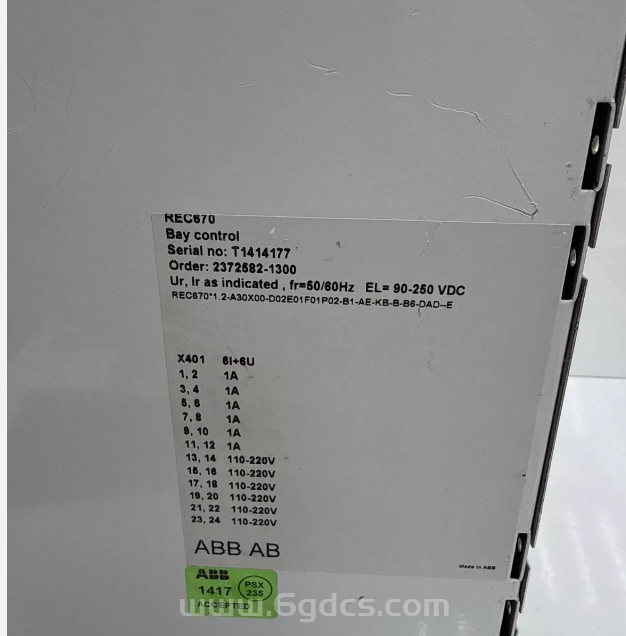 REC670
Bay control
Serial no: T1414177
Order: 2372582-1300
Ur, Ir as indicated , fr=50/60Hz EL= 90-250 VDC
REC670*1.2-A30X00-D02E01F01P02-B1-AE-KB-B-B6-DAD--E
X401 6I+6U
1, 2 1A
3, 4 1A
5, 6 1A
7, 8 1A
9, 10 1A
11, 12 1A
13, 14 110-220V
15, 16 110-220V
17, 18 110-220V
19, 20 110-220V
21, 22 110-220V
23, 24 110-220V
ABB AB
Made in ABB
ABB
1417 PSX 235
ACCEPTED
www.6gdcs.com